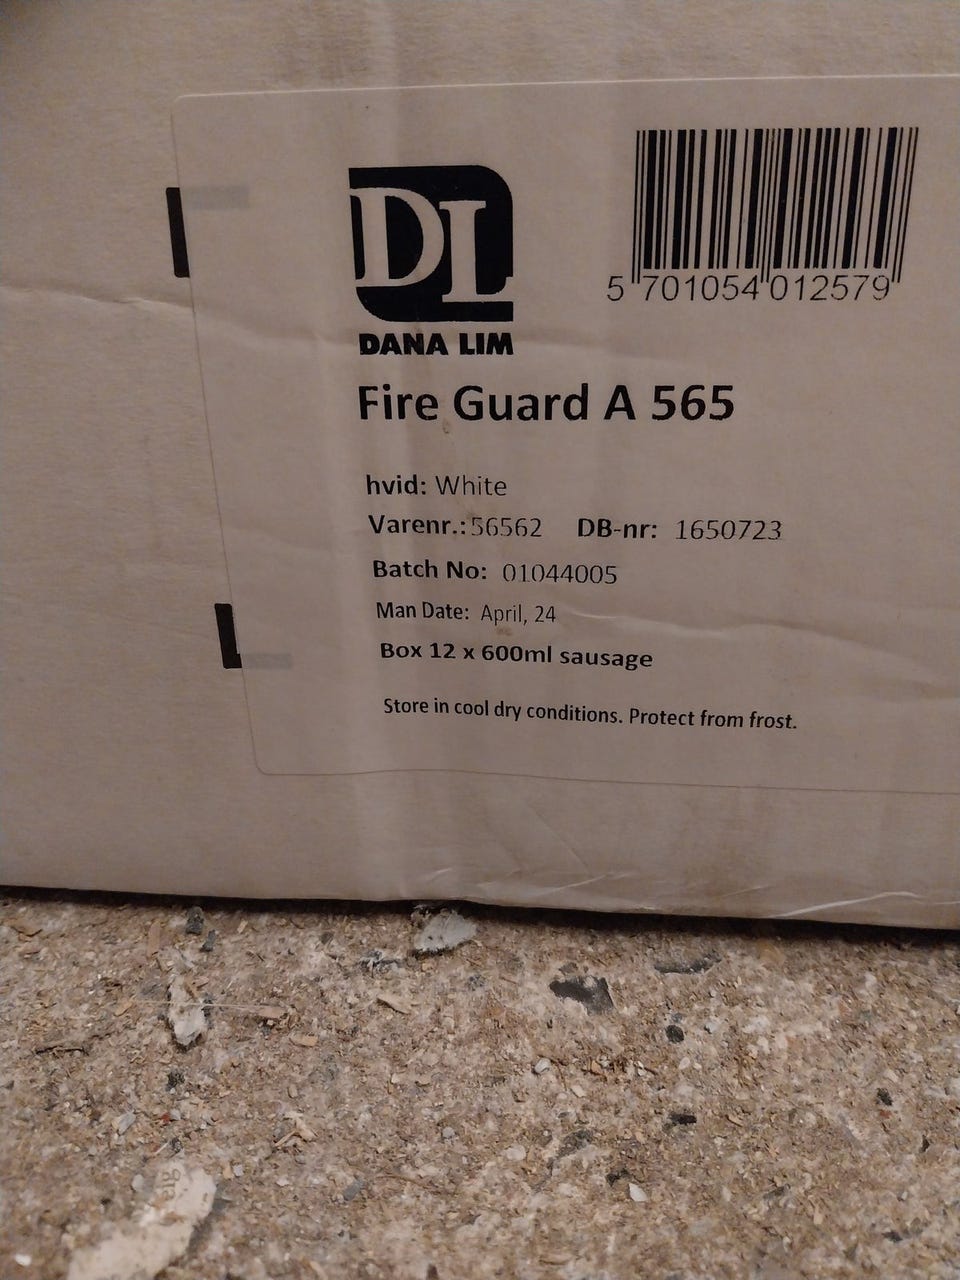 DL
DANA LIM
5 701054 012579
Fire Guard A 565
hvid: White
Varenr.: 56562 DB-nr: 1650723
Batch No: 01044005
Man Date: April, 24
Box 12 x 600ml sausage
Store in cool dry conditions. Protect from frost.